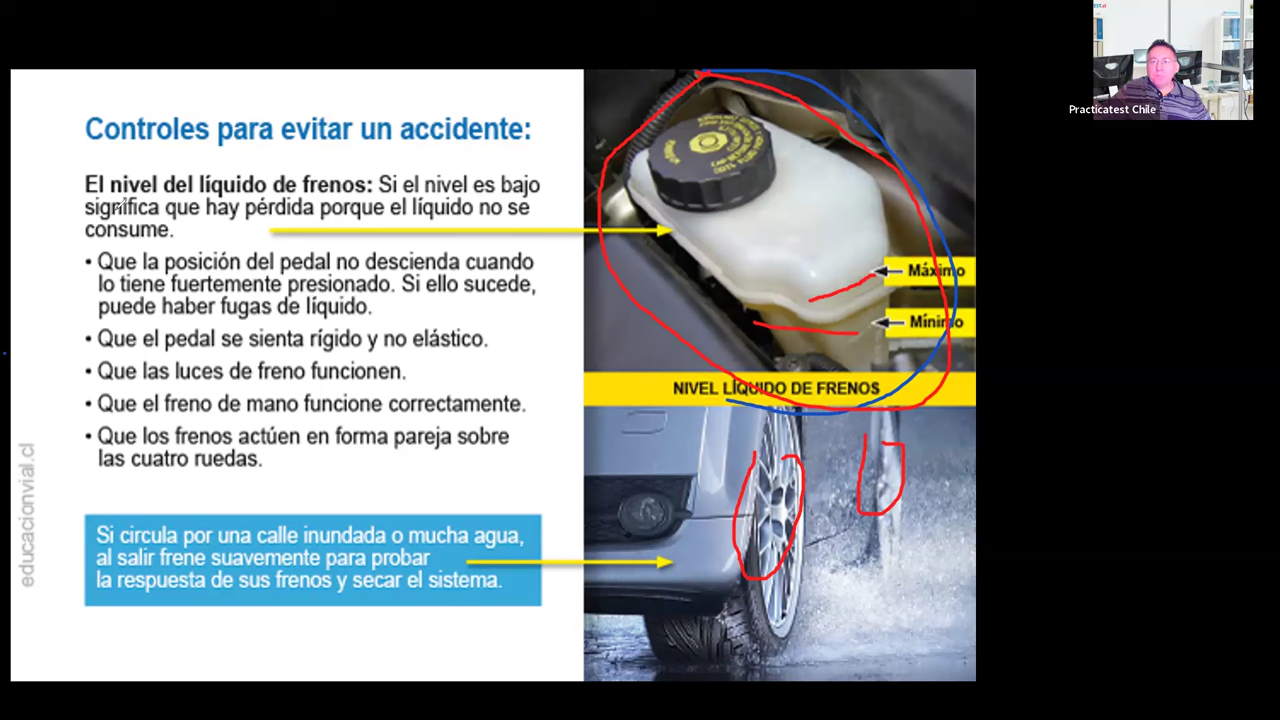 Practicatest Chile
Controles para evitar un accidente:
El nivel del líquido de frenos: Si el nivel es bajo
significa que hay pérdida porque el líquido no se
consume.
• Que la posición del pedal no descienda cuando
lo tiene fuertemente presionado. Si ello sucede,
puede haber fugas de líquido.
• Que el pedal se sienta rígido y no elástico.
• Que las luces de freno funcionen.
• Que el freno de mano funcione correctamente.
• Que los frenos actúen en forma pareja sobre
las cuatro ruedas.
Si circula por una calle inundada o mucha agua,
al salir frene suavemente para probar
la respuesta de sus frenos y secar el sistema.
educacionvial.cl
Máximo
Mínimo
NIVEL LÍQUIDO DE FRENOS